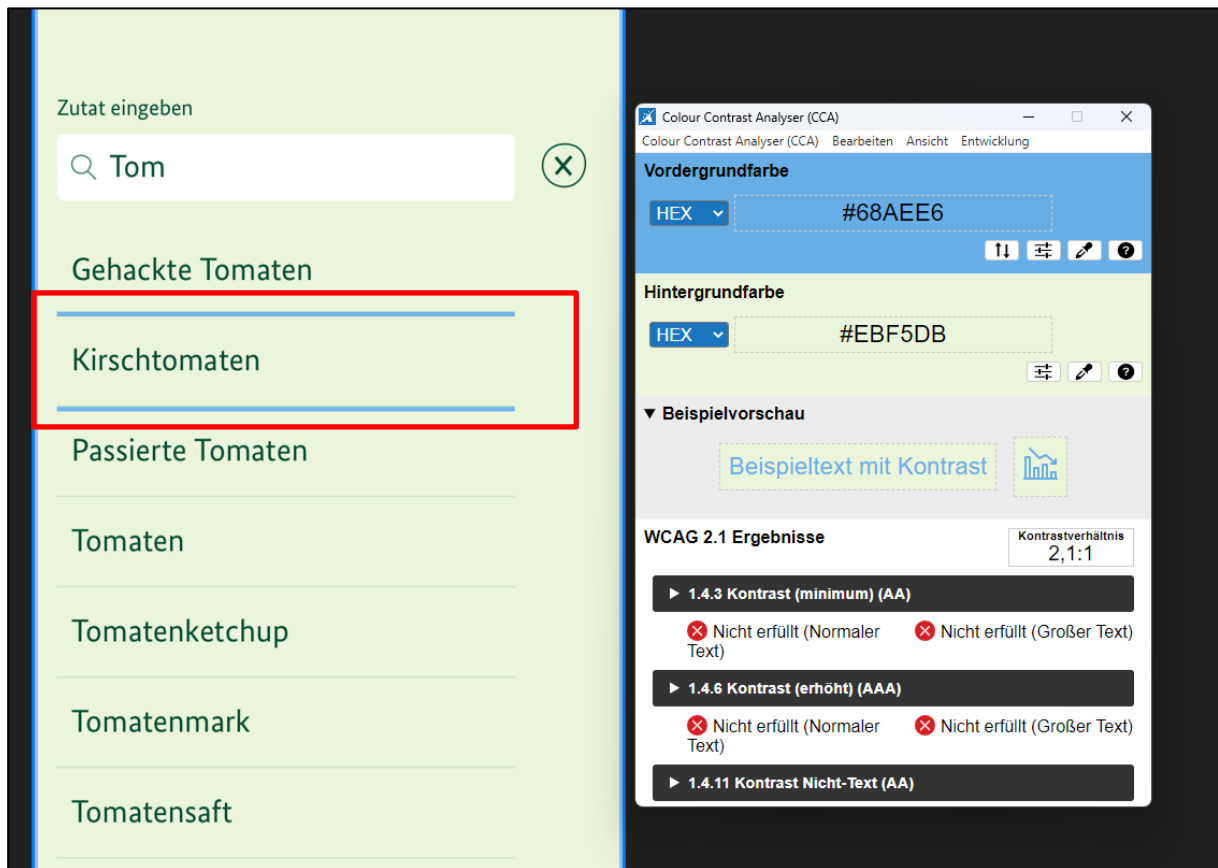 Zutat eingeben
Tom
Gehackte Tomaten
Kirschtomaten
Passierte Tomaten
Tomaten
Tomatenketchup
Tomatenmark
Tomatensaft
Colour Contrast Analyser (CCA)
Colour Contrast Analyser (CCA) Bearbeiten Ansicht Entwicklung
Vordergrundfarbe
HEX #68AEE6
Hintergrundfarbe
HEX #EBF5DB
Beispielvorschau
Beispieltext mit Kontrast
WCAG 2.1 Ergebnisse
Kontrastverhältnis
2,1:1
1.4.3 Kontrast (minimum) (AA)
Nicht erfüllt (Normaler Text) Nicht erfüllt (Großer Text)
1.4.6 Kontrast (erhöht) (AAA)
Nicht erfüllt (Normaler Text) Nicht erfüllt (Großer Text)
1.4.11 Kontrast Nicht-Text (AA)